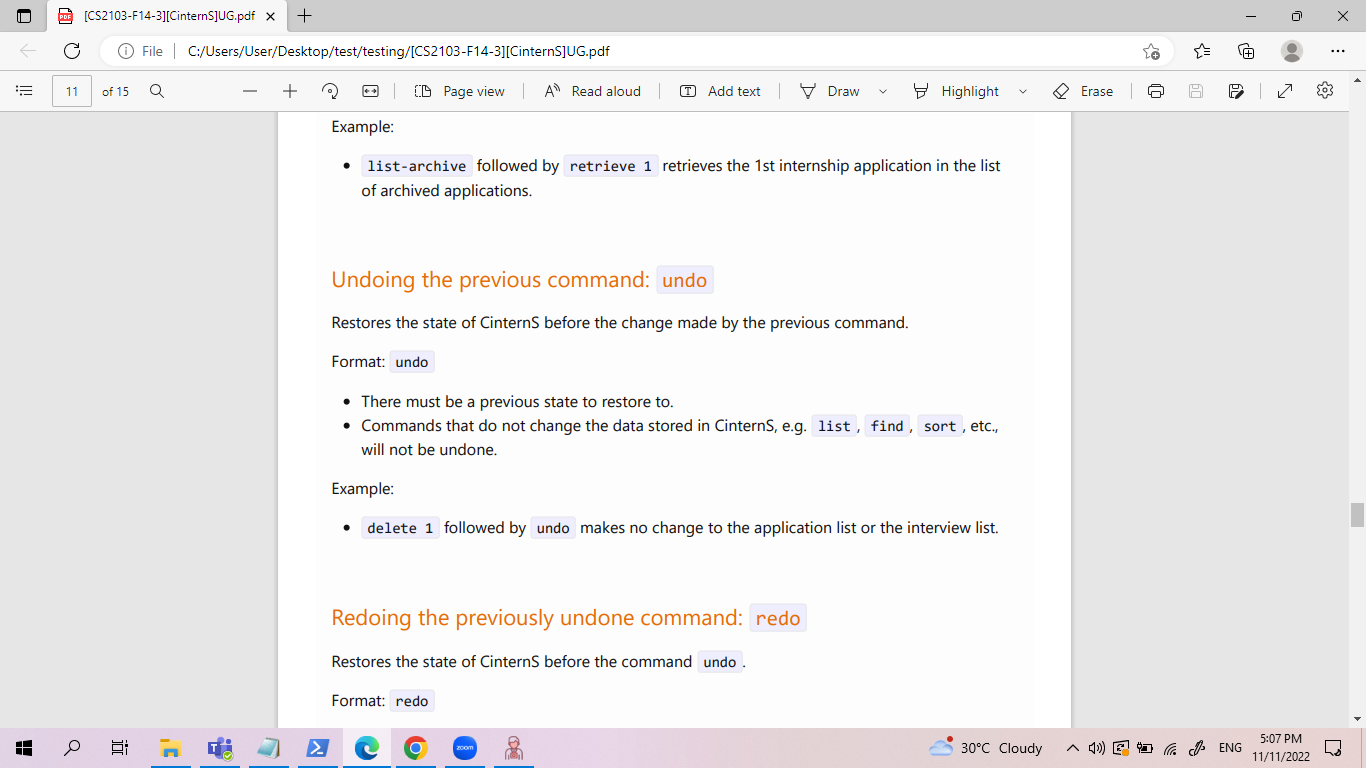 [CS2103-F14-3][CinternS]UG.pdf
File
C:/Users/User/Desktop/test/testing/[CS2103-F14-3][CinternS]UG.pdf
11 of 15
Page view
A
Read aloud
T
Add text
Draw
Highlight
Erase
Example:
list-archive followed by retrieve 1 retrieves the 1st internship application in the list
of archived applications.
Undoing the previous command: undo
Restores the state of CinternS before the change made by the previous command.
Format: undo
There must be a previous state to restore to.
Commands that do not change the data stored in CinternS, e.g. list , find , sort , etc.,
will not be undone.
Example:
delete 1 followed by undo makes no change to the application list or the interview list.
Redoing the previously undone command: redo
Restores the state of CinternS before the command undo .
Format: redo
zoom
30°C Cloudy
ENG
5:07 PM
11/11/2022